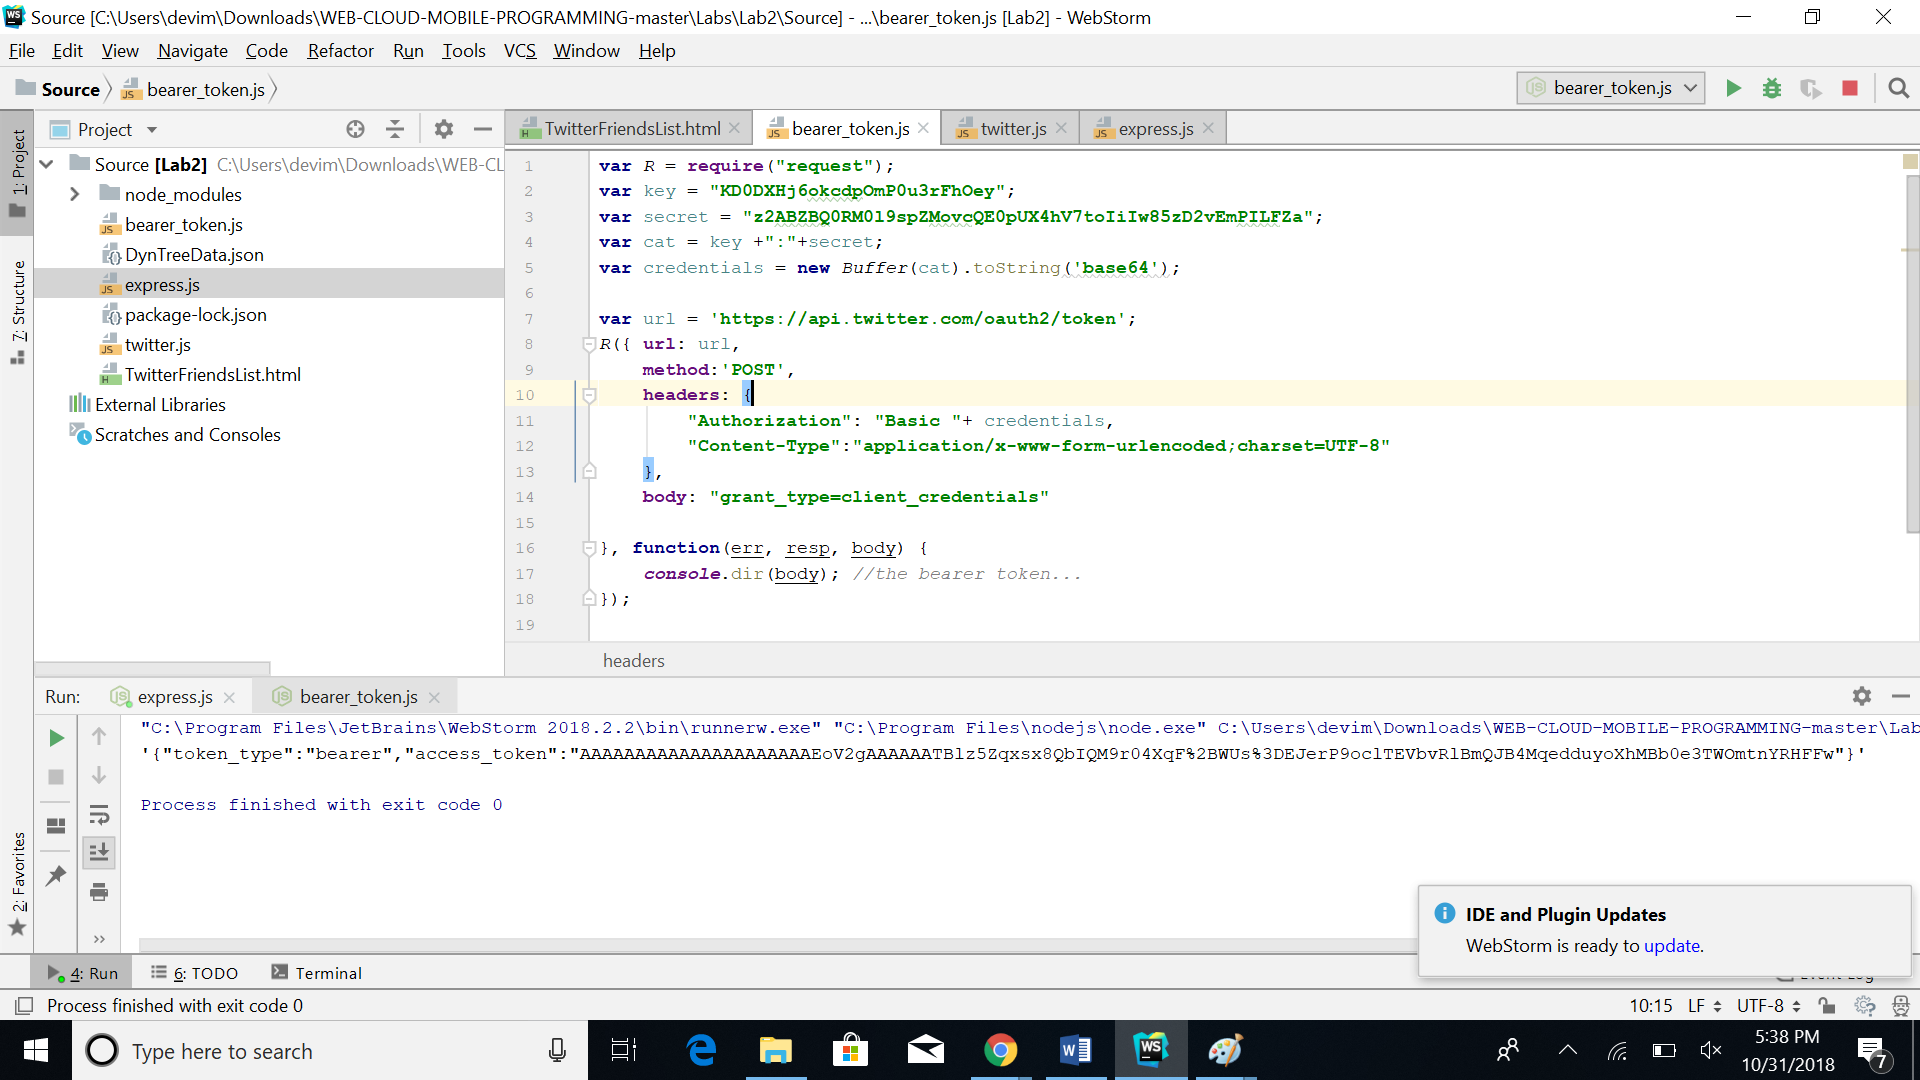 Source [C:\Users\devim\Downloads\WEB-CLOUD-MOBILE-PROGRAMMING-master\Labs\Lab2\Source] - ...\bearer_token.js [Lab2] - WebStorm
File Edit View Navigate Code Refactor Run Tools VCS Window Help
Source bearer_token.js
bearer_token.js
1: Project
7: Structure
2: Favorites
Project
Source [Lab2] C:\Users\devim\Downloads\WEB-CL
node_modules
bearer_token.js
DynTreeData.json
express.js
package-lock.json
twitter.js
TwitterFriendsList.html
External Libraries
Scratches and Consoles
TwitterFriendsList.html bearer_token.js twitter.js express.js
1 var R = require("request");
2 var key = "KD0DXHj6okcdpOmP0u3rFhOey";
3 var secret = "z2ABZBQ0RM0l9spZMovcQE0pUX4hV7toIiIw85zD2vEmPILFZa";
4 var cat = key +":"+secret;
5 var credentials = new Buffer(cat).toString('base64');
6
7 var url = 'https://api.twitter.com/oauth2/token';
8 R({ url: url,
9 method:'POST',
10 headers: {
11 "Authorization": "Basic "+ credentials,
12 "Content-Type":"application/x-www-form-urlencoded;charset=UTF-8"
13 },
14 body: "grant_type=client_credentials"
15
16 }, function(err, resp, body) {
17 console.dir(body); //the bearer token...
18 });
19
headers
Run: express.js bearer_token.js
"C:\Program Files\JetBrains\WebStorm 2018.2.2\bin\runnerw.exe" "C:\Program Files\nodejs\node.exe" C:\Users\devim\Downloads\WEB-CLOUD-MOBILE-PROGRAMMING-master\Lab
'{"token_type":"bearer","access_token":"AAAAAAAAAAAAAAAAAAAAAEoV2gAAAAAATBlz5Zqxsx8QbIQM9r04XqF%2BWUs%3DEJerP9oclTEVbvRlBmQJB4MqedduyoXhMBb0e3TWOmtnYRHFFw"}'
Process finished with exit code 0
IDE and Plugin Updates
WebStorm is ready to update.
4: Run 6: TODO Terminal
Process finished with exit code 0
10:15 LF UTF-8
Type here to search
5:38 PM
10/31/2018
7